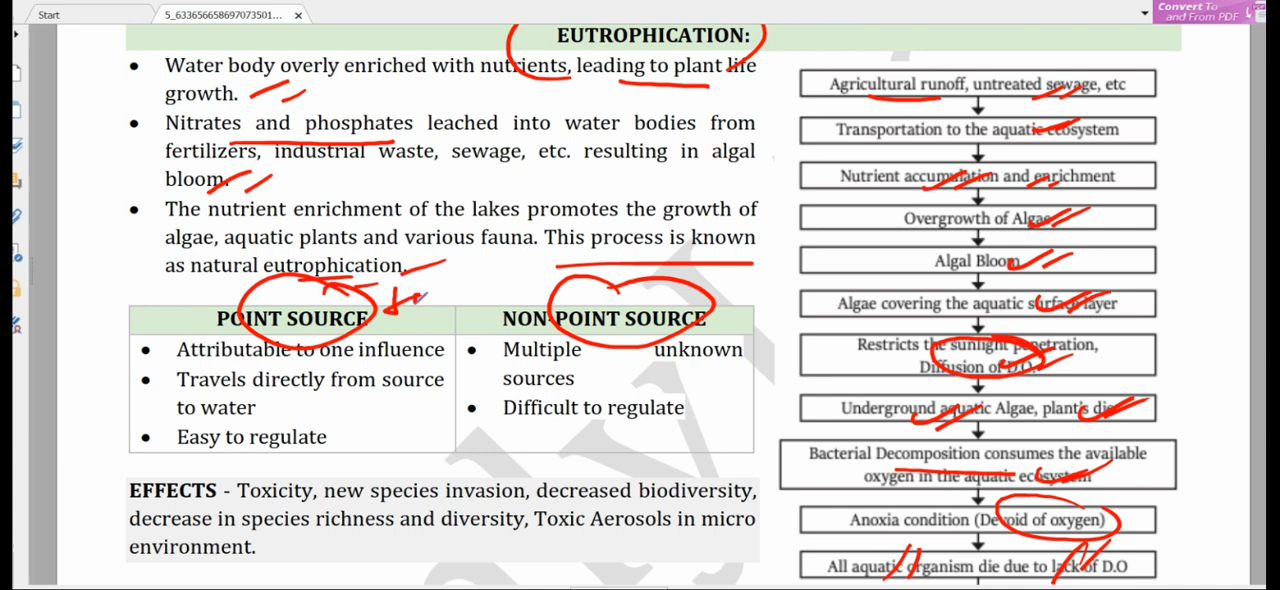 Start
5_633656658697073501...
Convert To
and From PDF
EUTROPHICATION:
• Water body overly enriched with nutrients, leading to plant life
growth.
• Nitrates and phosphates leached into water bodies from
fertilizers, industrial waste, sewage, etc. resulting in algal
bloom.
• The nutrient enrichment of the lakes promotes the growth of
algae, aquatic plants and various fauna. This process is known
as natural eutrophication.
POINT SOURCE
• Attributable to one influence
• Travels directly from source
to water
• Easy to regulate
NON-POINT SOURCE
• Multiple unknown
sources
• Difficult to regulate
EFFECTS - Toxicity, new species invasion, decreased biodiversity,
decrease in species richness and diversity, Toxic Aerosols in micro
environment.
Agricultural runoff, untreated sewage, etc
Transportation to the aquatic ecosystem
Nutrient accumulation and enrichment
Overgrowth of Algae
Algal Bloom
Algae covering the aquatic surface layer
Restricts the sunlight penetration,
Diffusion of D.O.
Underground aquatic Algae, plant's die
Bacterial Decomposition consumes the available
oxygen in the aquatic ecosystem
Anoxia condition (Devoid of oxygen)
All aquatic organism die due to lack of D.O